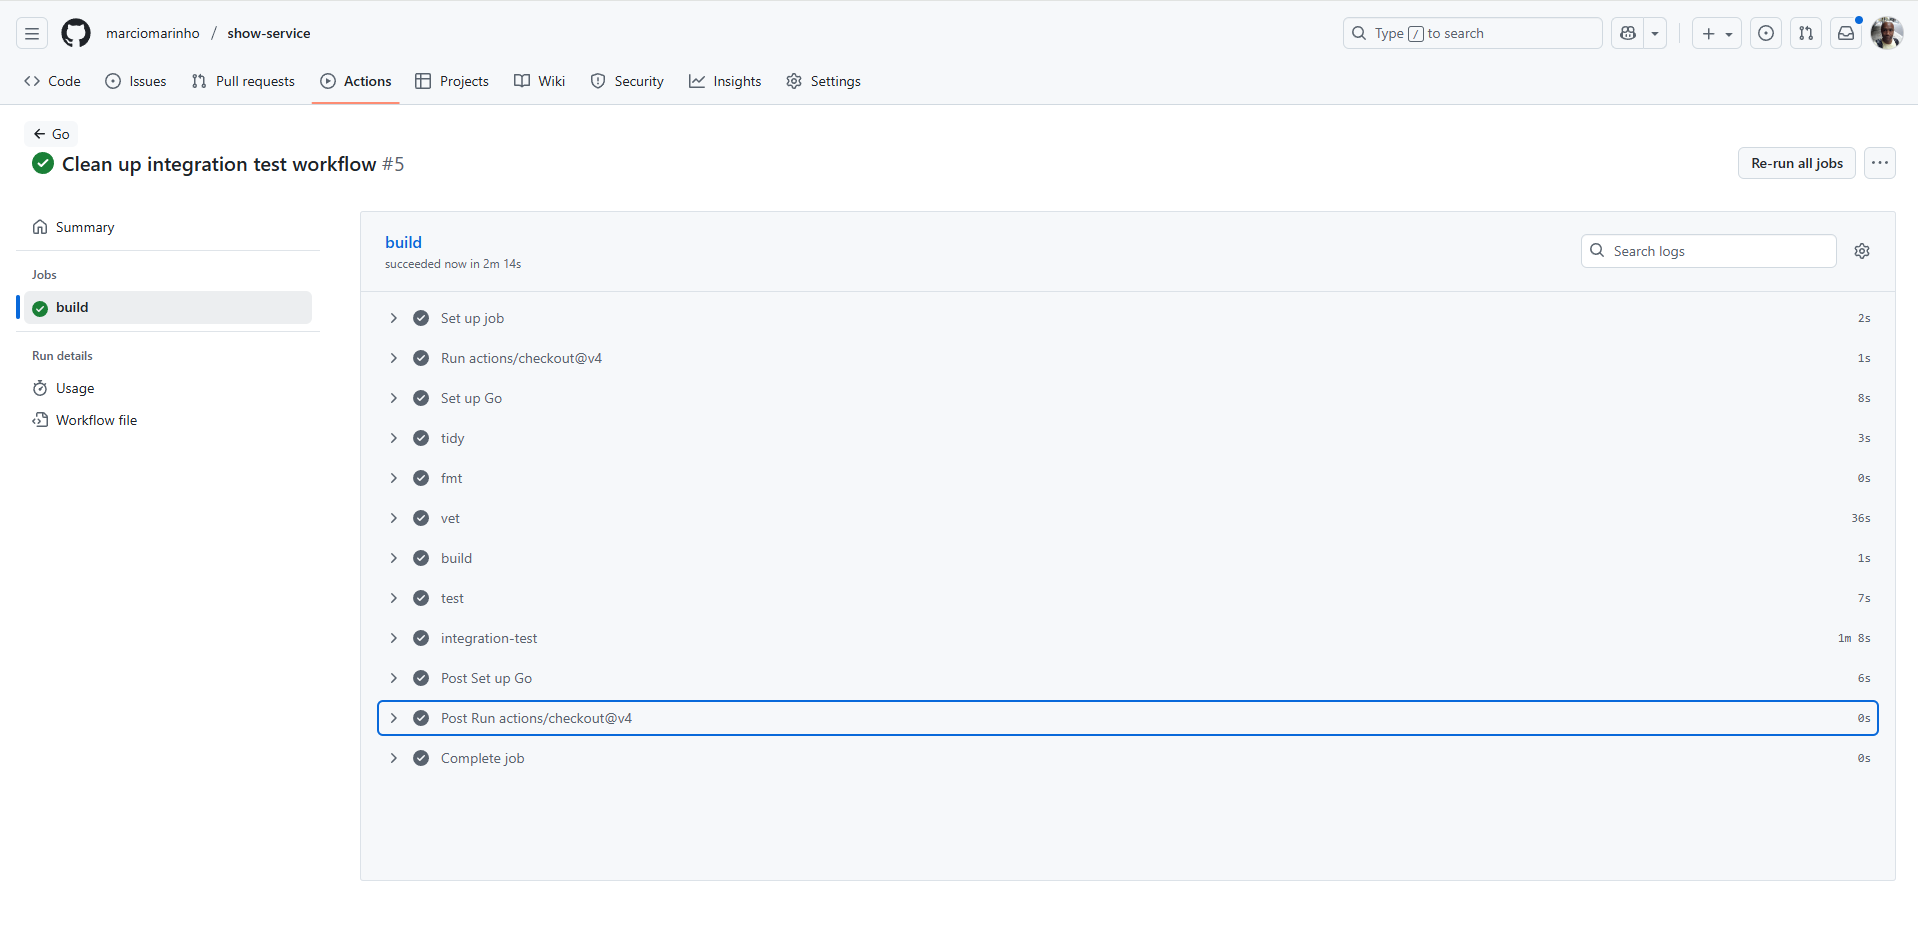 marciomarinho / show-service
Type / to search
Code Issues Pull requests Actions Projects Wiki Security Insights Settings
Go
Clean up integration test workflow #5
Re-run all jobs
Summary
Jobs
build
Run details
Usage
Workflow file
build
succeeded now in 2m 14s
Search logs
Set up job 2s
Run actions/checkout@v4 1s
Set up Go 8s
tidy 3s
fmt 0s
vet 36s
build 1s
test 7s
integration-test 1m 8s
Post Set up Go 6s
Post Run actions/checkout@v4 0s
Complete job 0s